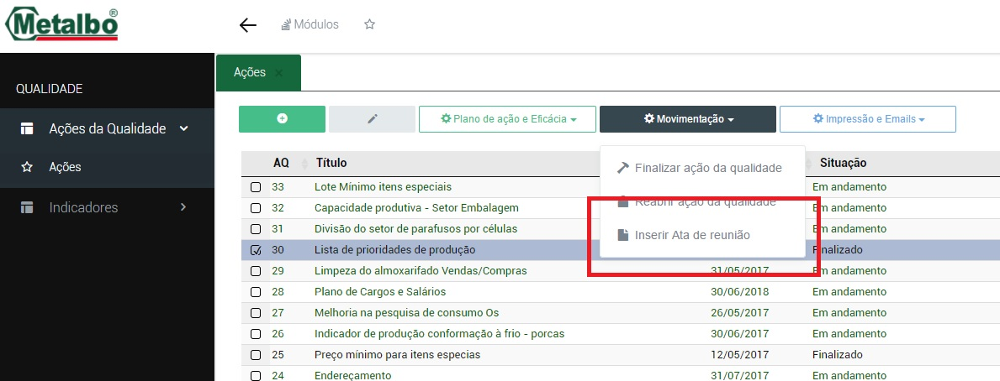 Metalbo®
Módulos
QUALIDADE
Ações da Qualidade
Ações
Indicadores
Ações ×
Plano de ação e Eficácia
Movimentação
Impressão e Emails
Finalizar ação da qualidade
Reabrir ação da qualidade
Inserir Ata de reunião
AQ Título Situação
33 Lote Mínimo itens especiais Em andamento
32 Capacidade produtiva - Setor Embalagem Em andamento
31 Divisão do setor de parafusos por células Em andamento
30 Lista de prioridades de produção Finalizado
29 Limpeza do almoxarifado Vendas/Compras 31/05/2017 Em andamento
28 Plano de Cargos e Salários 30/06/2018 Em andamento
27 Melhoria na pesquisa de consumo Os 26/05/2017 Em andamento
26 Indicador de produção conformação à frio - porcas 30/06/2017 Em andamento
25 Preço mínimo para itens especias 12/05/2017 Finalizado
24 Endereçamento 31/07/2017 Em andamento